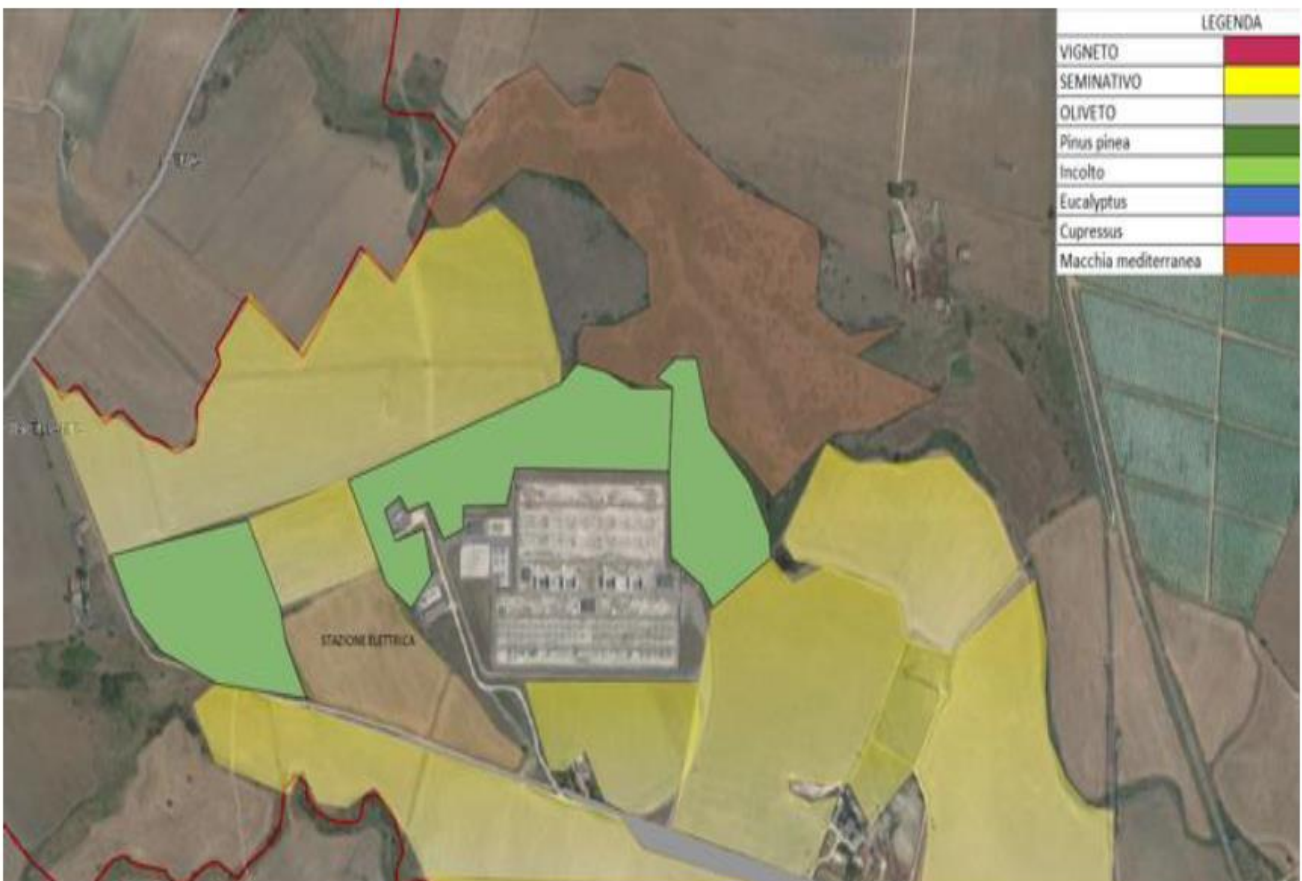 LEGENDA
VIGNETO
SEMINATIVO
OLIVETO
Pinus pinea
Incolto
Eucalyptus
Cupressus
Macchia mediterranea
STAZIONE ELETTRICA